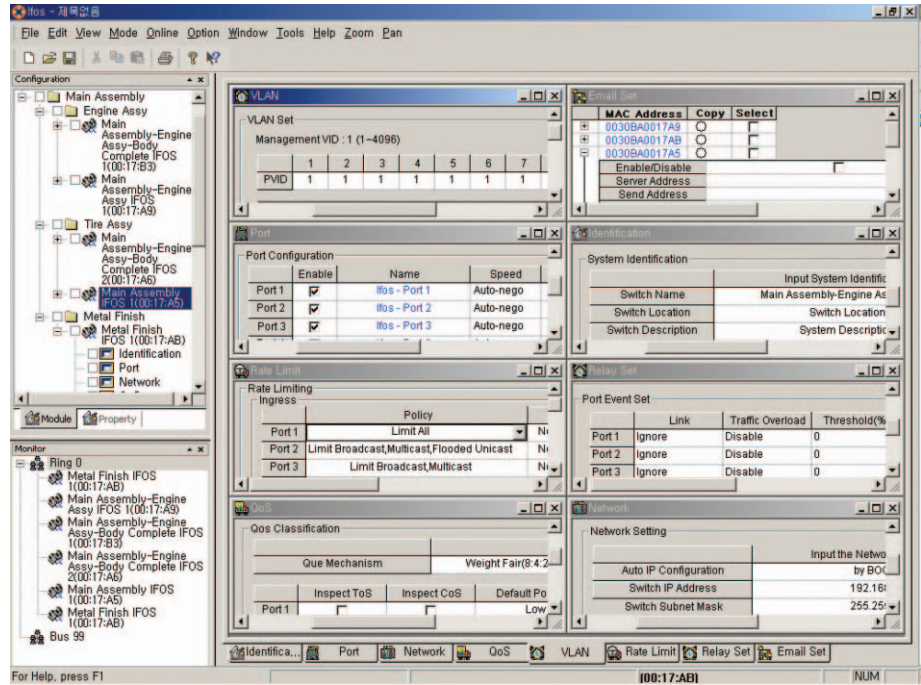 Ifos - 제목없음
File Edit View Mode Online Option Window Tools Help Zoom Pan
Configuration
Main Assembly
Engine Assy
Main
Assembly-Engine
Assy-Body
Complete IFOS
1(00:17:B3)
Main
Assembly-Engine
Assy IFOS
1(00:17:A9)
Tire Assy
Main
Assembly-Engine
Assy-Body
Complete IFOS
2(00:17:A6)
Main Assembly
IFOS 1(00:17:A5)
Metal Finish
Metal Finish
IFOS 1(00:17:AB)
Identification
Port
Network
Module Property
Monitor
Ring 0
Metal Finish IFOS
1(00:17:AB)
Main Assembly-Engine
Assy IFOS 1(00:17:A9)
Main Assembly-Engine
Assy-Body Complete IFOS
1(00:17:B3)
Main Assembly-Engine
Assy-Body Complete IFOS
2(00:17:A6)
Main Assembly IFOS
1(00:17:A5)
Metal Finish IFOS
1(00:17:AB)
Bus 99
VLAN
VLAN Set
Management VID : 1 (1~4096)
1 2 3 4 5 6 7
PVID 1 1 1 1 1 1 1
Email Set
MAC Address Copy Select
0030BA0017A9
0030BA0017AB
0030BA0017A5
Enable/Disable
Server Address
Send Address
Port
Port Configuration
Enable Name Speed
Port 1 Ifos - Port 1 Auto-nego
Port 2 Ifos - Port 2 Auto-nego
Port 3 Ifos - Port 3 Auto-nego
Identification
System Identification
Input System Identific
Switch Name Main Assembly-Engine As
Switch Location Switch Location
Switch Description System Descriptic
Rate Limit
Rate Limiting
Ingress
Policy
Port 1 Limit All
Port 2 Limit Broadcast,Multicast,Flooded Unicast
Port 3 Limit Broadcast,Multicast
Relay Set
Port Event Set
Link Traffic Overload Threshold(%
Port 1 Ignore Disable 0
Port 2 Ignore Disable 0
Port 3 Ignore Disable 0
QoS
Qos Classification
Que Mechanism Weight Fair(8:4:2
Inspect ToS Inspect CoS Default Po
Port 1 Low
Network
Network Setting
Input the Netwo
Auto IP Configuration by BOO
Switch IP Address 192.16
Switch Subnet Mask 255.25
Identifica... Port Network QoS VLAN Rate Limit Relay Set Email Set
For Help, press F1
[00:17:AB]
NUM